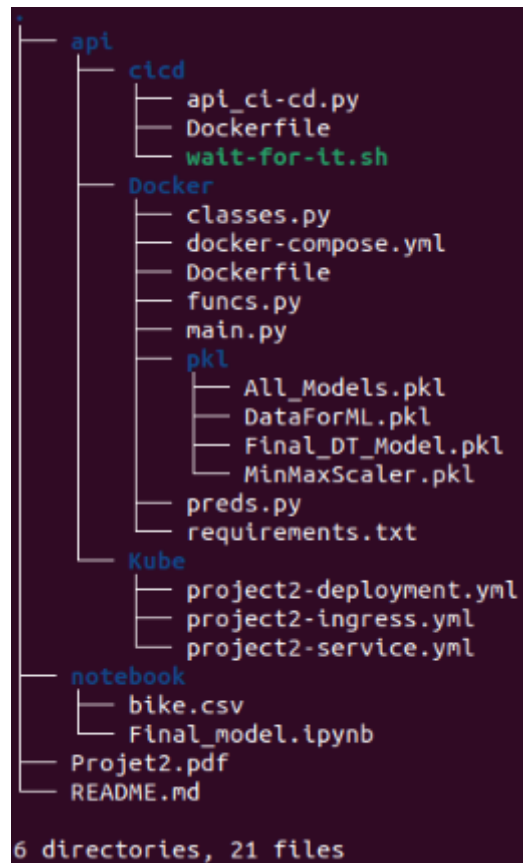 .
├── api
│   ├── cicd
│   │   ├── api_ci-cd.py
│   │   ├── Dockerfile
│   │   └── wait-for-it.sh
│   ├── Docker
│   │   ├── classes.py
│   │   ├── docker-compose.yml
│   │   ├── Dockerfile
│   │   ├── funcs.py
│   │   ├── main.py
│   │   ├── pkl
│   │   │   ├── All_Models.pkl
│   │   │   ├── DataForML.pkl
│   │   │   ├── Final_DT_Model.pkl
│   │   │   └── MinMaxScaler.pkl
│   │   ├── preds.py
│   │   └── requirements.txt
│   └── Kube
│       ├── project2-deployment.yml
│       ├── project2-ingress.yml
│       └── project2-service.yml
├── notebook
│   ├── bike.csv
│   └── Final_model.ipynb
├── Projet2.pdf
└── README.md
6 directories, 21 files